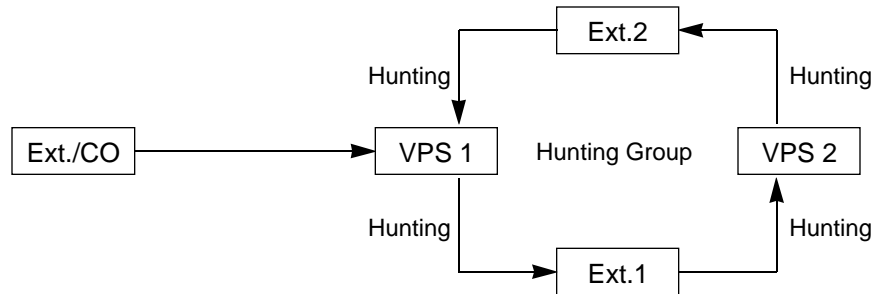 Ext.2
Hunting
Hunting
Ext./CO
VPS 1
Hunting Group
VPS 2
Hunting
Hunting
Ext.1